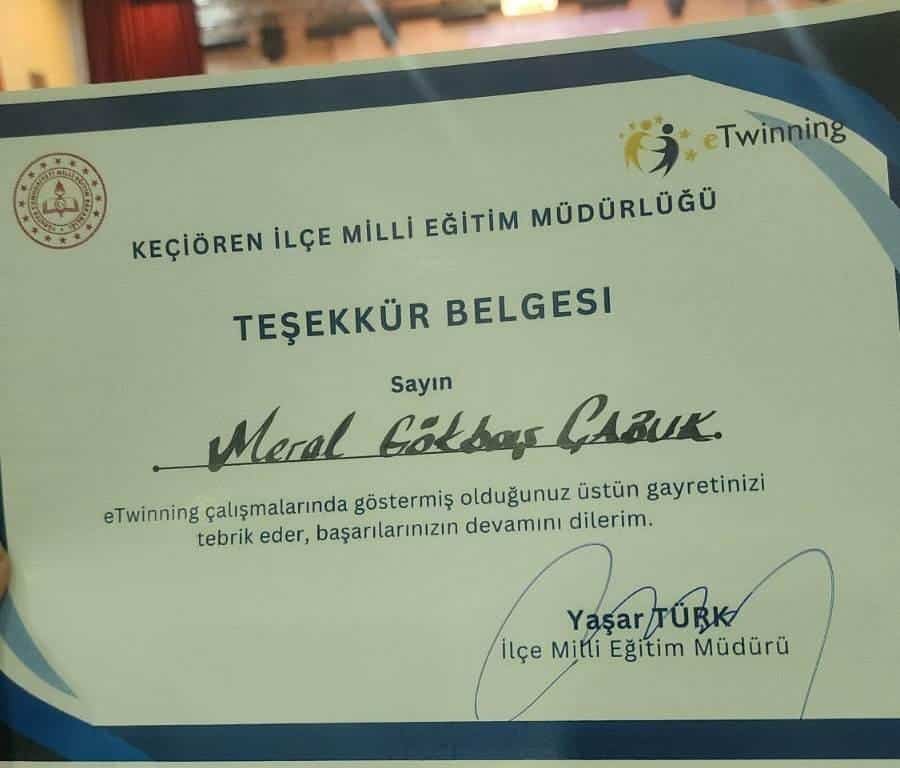 eTwinning
KEÇİÖREN İLÇE MİLLİ EĞİTİM MÜDÜRLÜĞÜ
TEŞEKKÜR BELGESI
Sayın
Meral Gökbaş ÇABUK
eTwinning çalışmalarında göstermiş olduğunuz üstün gayretinizi
tebrik eder, başarılarınızın devamını dilerim.
Yaşar TÜRK
İlçe Milli Eğitim Müdürü